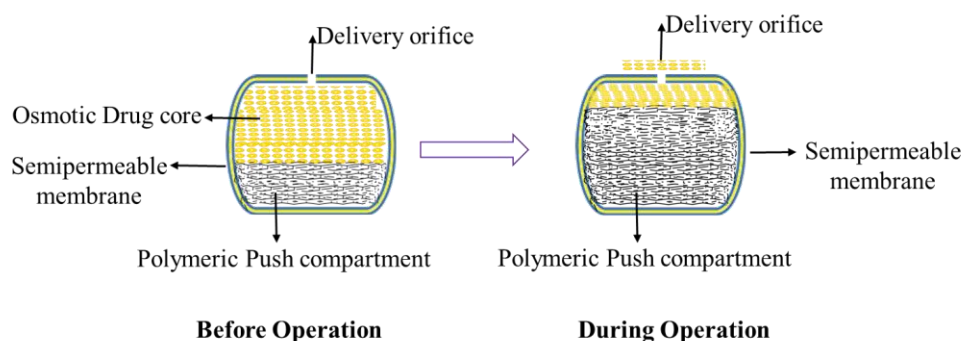 Delivery orifice
Osmotic Drug core
Semipermeable
membrane
Polymeric Push compartment
Before Operation
Delivery orifice
Semipermeable
membrane
Polymeric Push compartment
During Operation